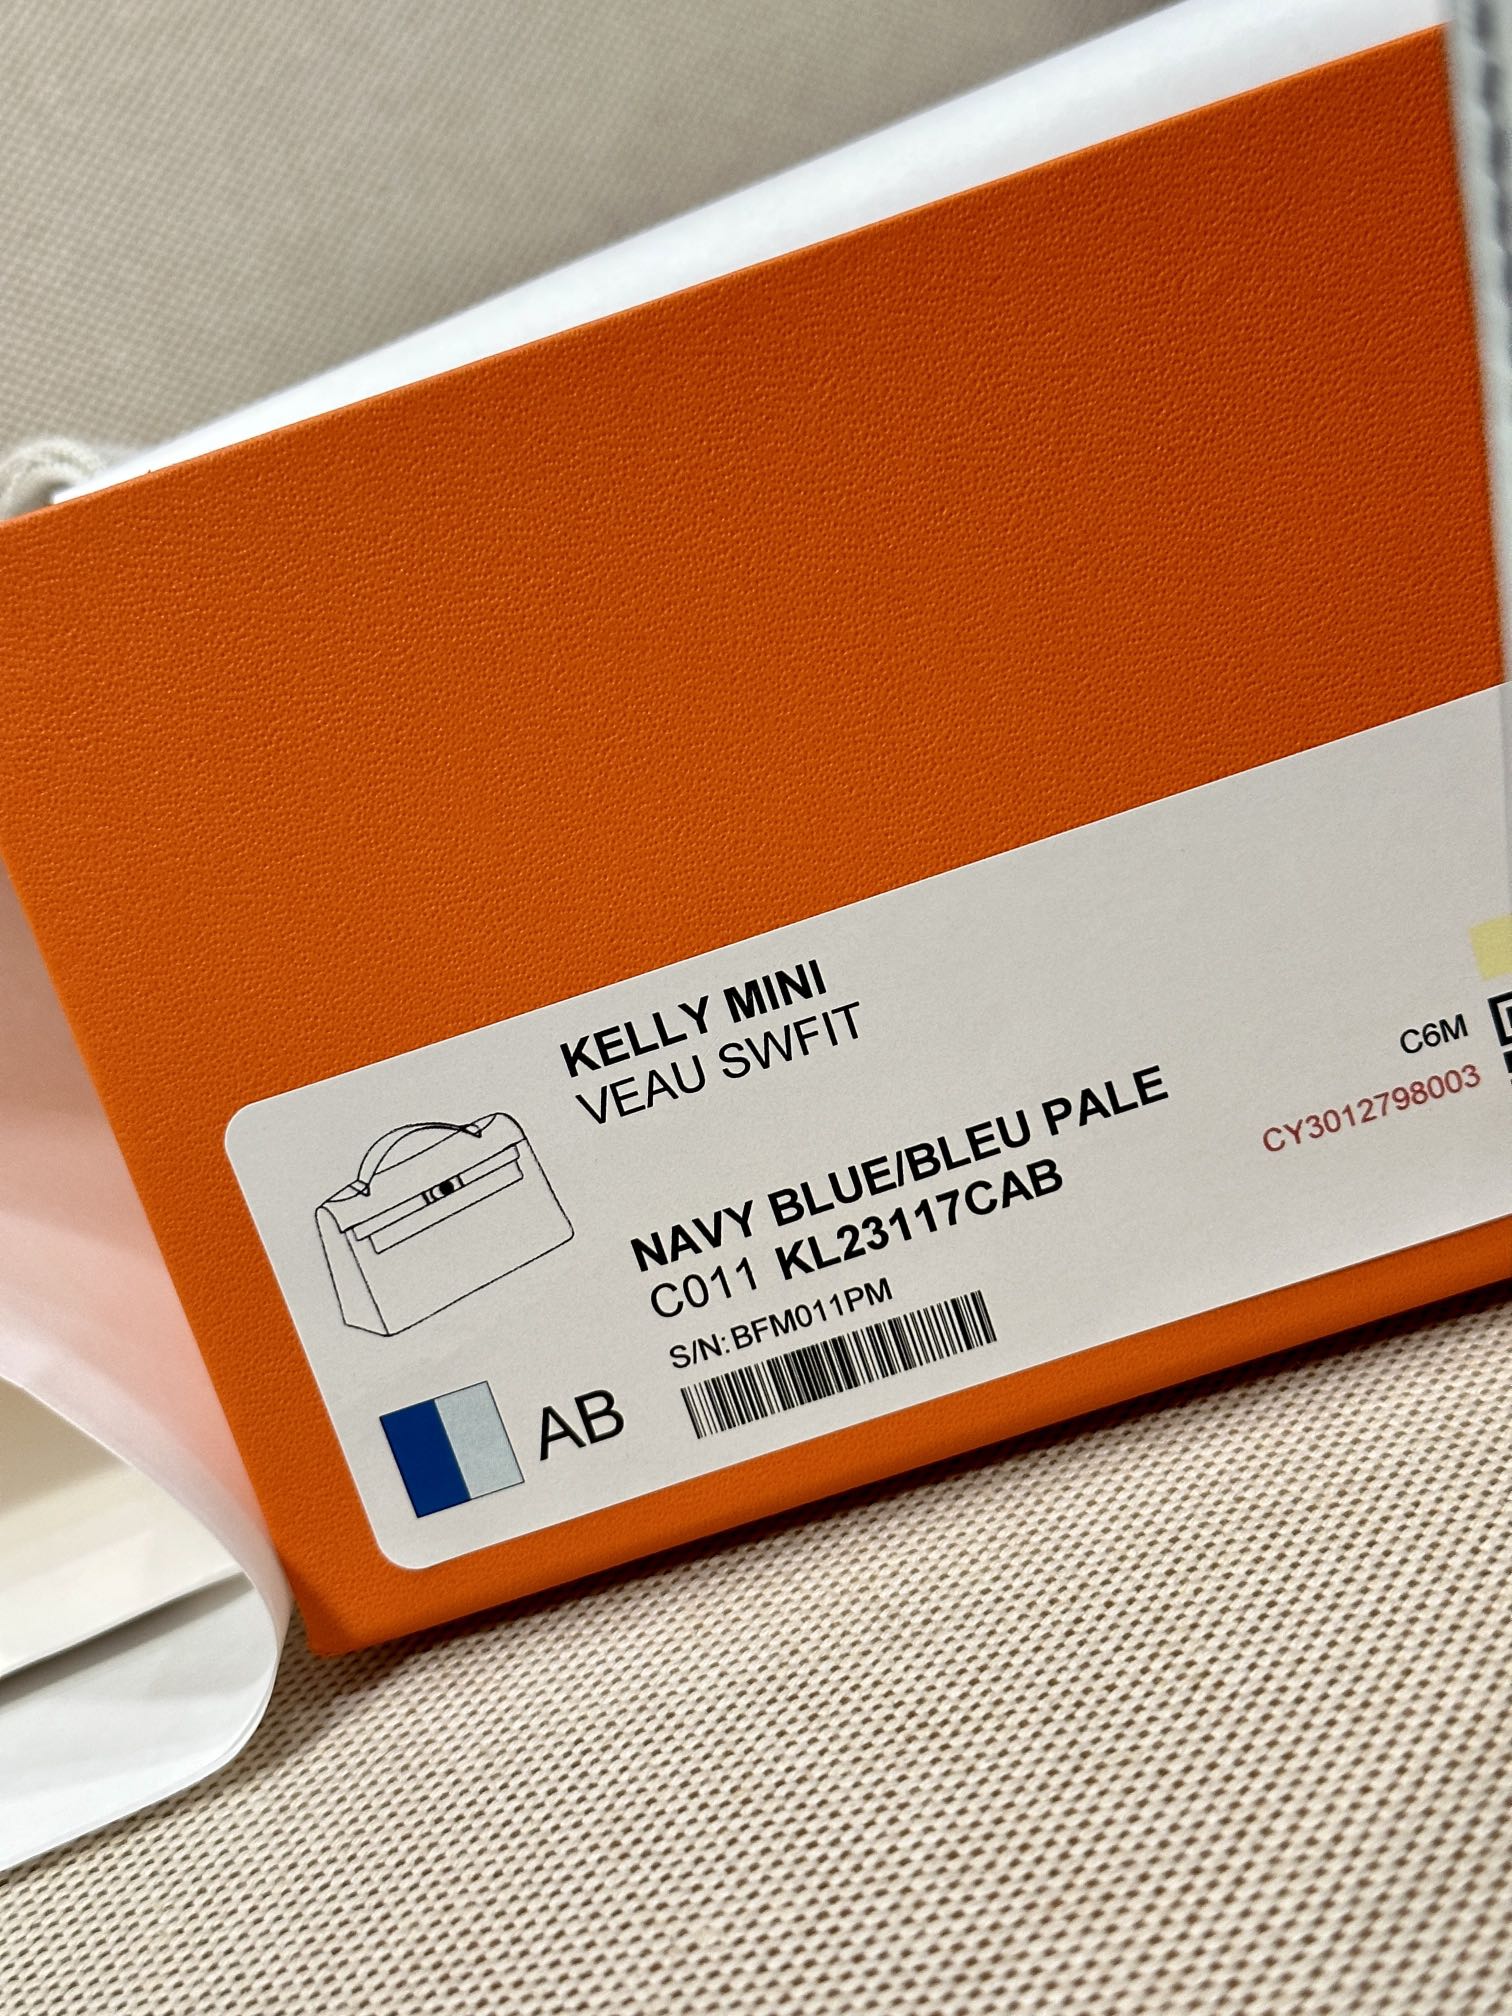 KELLY MINI
VEAU SWFIT
NAVY BLUE/BLEU PALE
C011 KL23117CAB
S/N:BFM011PM
AB
C6M
CY3012798003